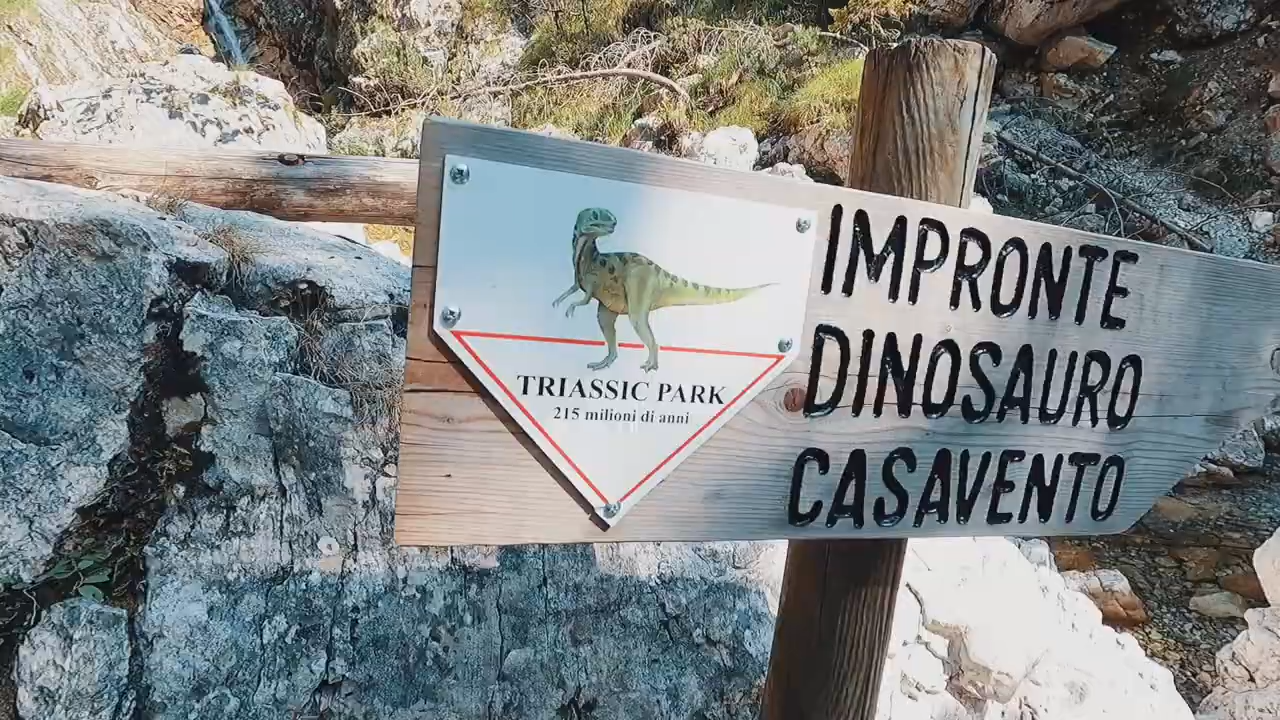 TRIASSIC PARK
215 milioni di anni
IMPRONTE
DINOSAURO
CASAVENTO